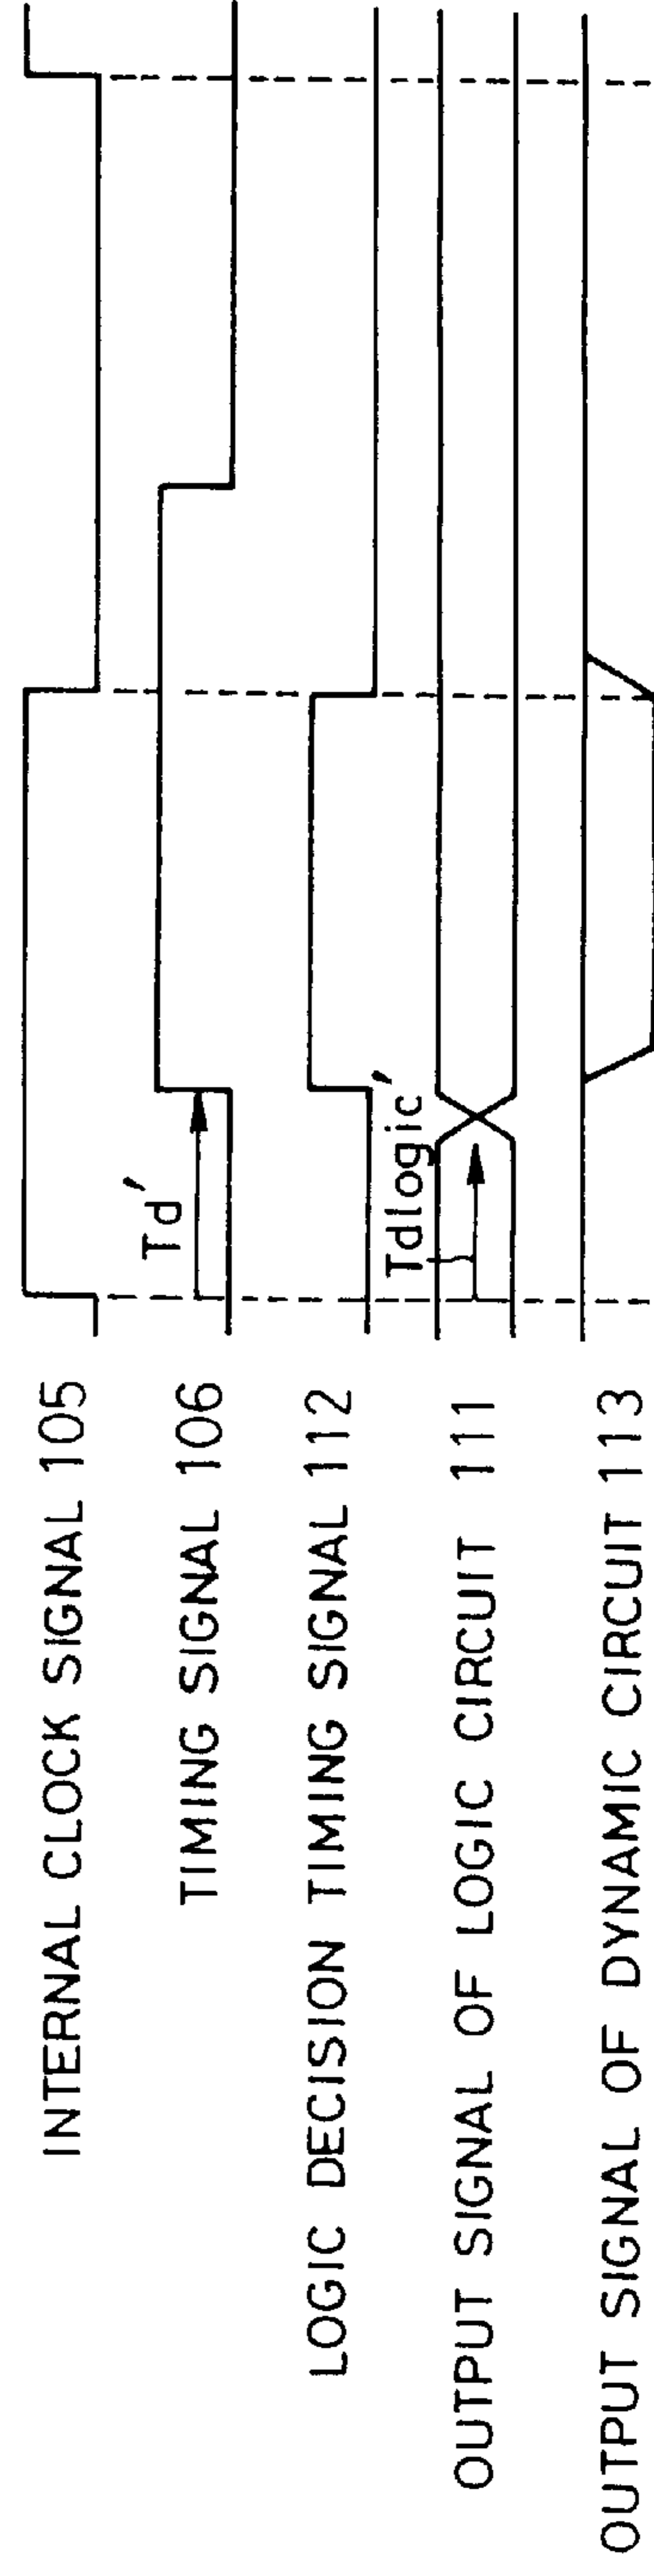 INTERNAL CLOCK SIGNAL 105
TIMING SIGNAL 106
Td'
LOGIC DECISION TIMING SIGNAL 112
OUTPUT SIGNAL OF LOGIC CIRCUIT 111
Tdlogic'
OUTPUT SIGNAL OF DYNAMIC CIRCUIT 113